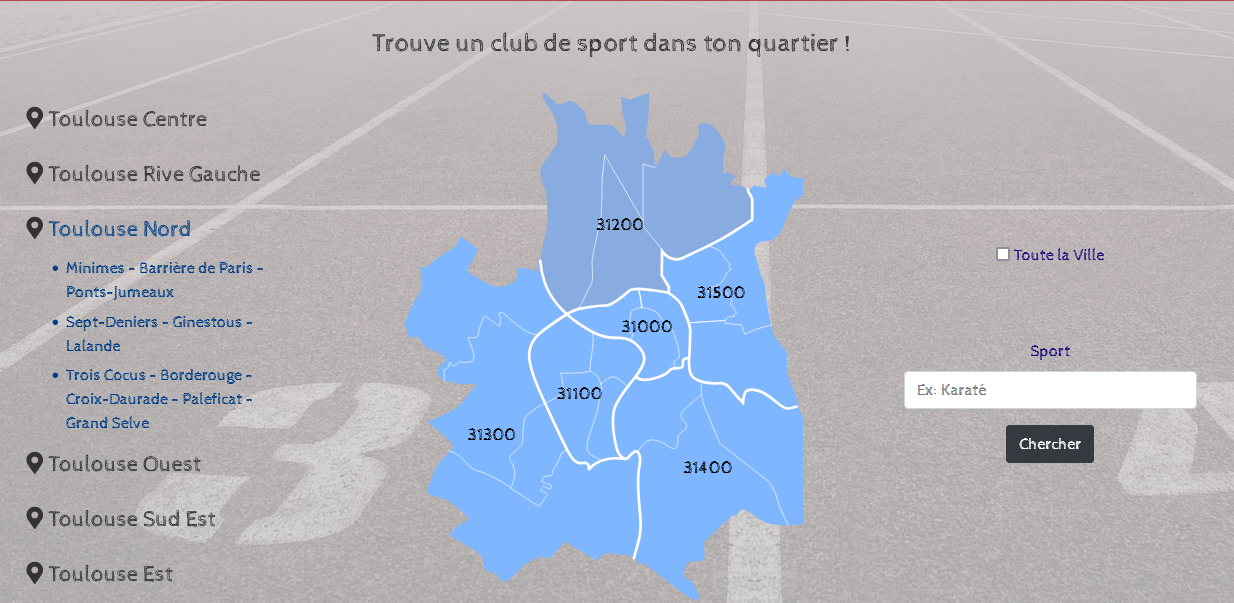 Trouve un club de sport dans ton quartier !
Toulouse Centre
Toulouse Rive Gauche
Toulouse Nord
Minimes - Barrière de Paris -
Ponts-Jumeaux
Sept-Deniers - Ginestous -
Lalande
Trois Cocus - Borderouge -
Croix-Daurade - Paleficat -
Grand Selve
Toulouse Ouest
Toulouse Sud Est
Toulouse Est
31200
31500
31000
31100
31300
31400
Toute la Ville
Sport
Ex: Karaté
Chercher